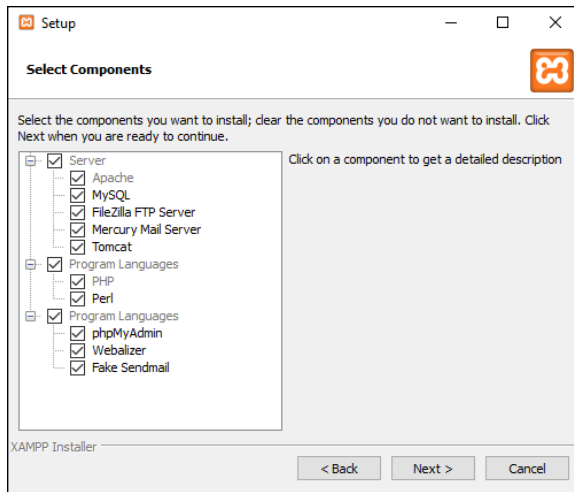 Setup
Select Components
Select the components you want to install; clear the components you do not want to install. Click
Next when you are ready to continue.
Server
Apache
MySQL
FileZilla FTP Server
Mercury Mail Server
Tomcat
Program Languages
PHP
Perl
Program Languages
phpMyAdmin
Webalizer
Fake Sendmail
Click on a component to get a detailed description
XAMPP Installer
< Back
Next >
Cancel